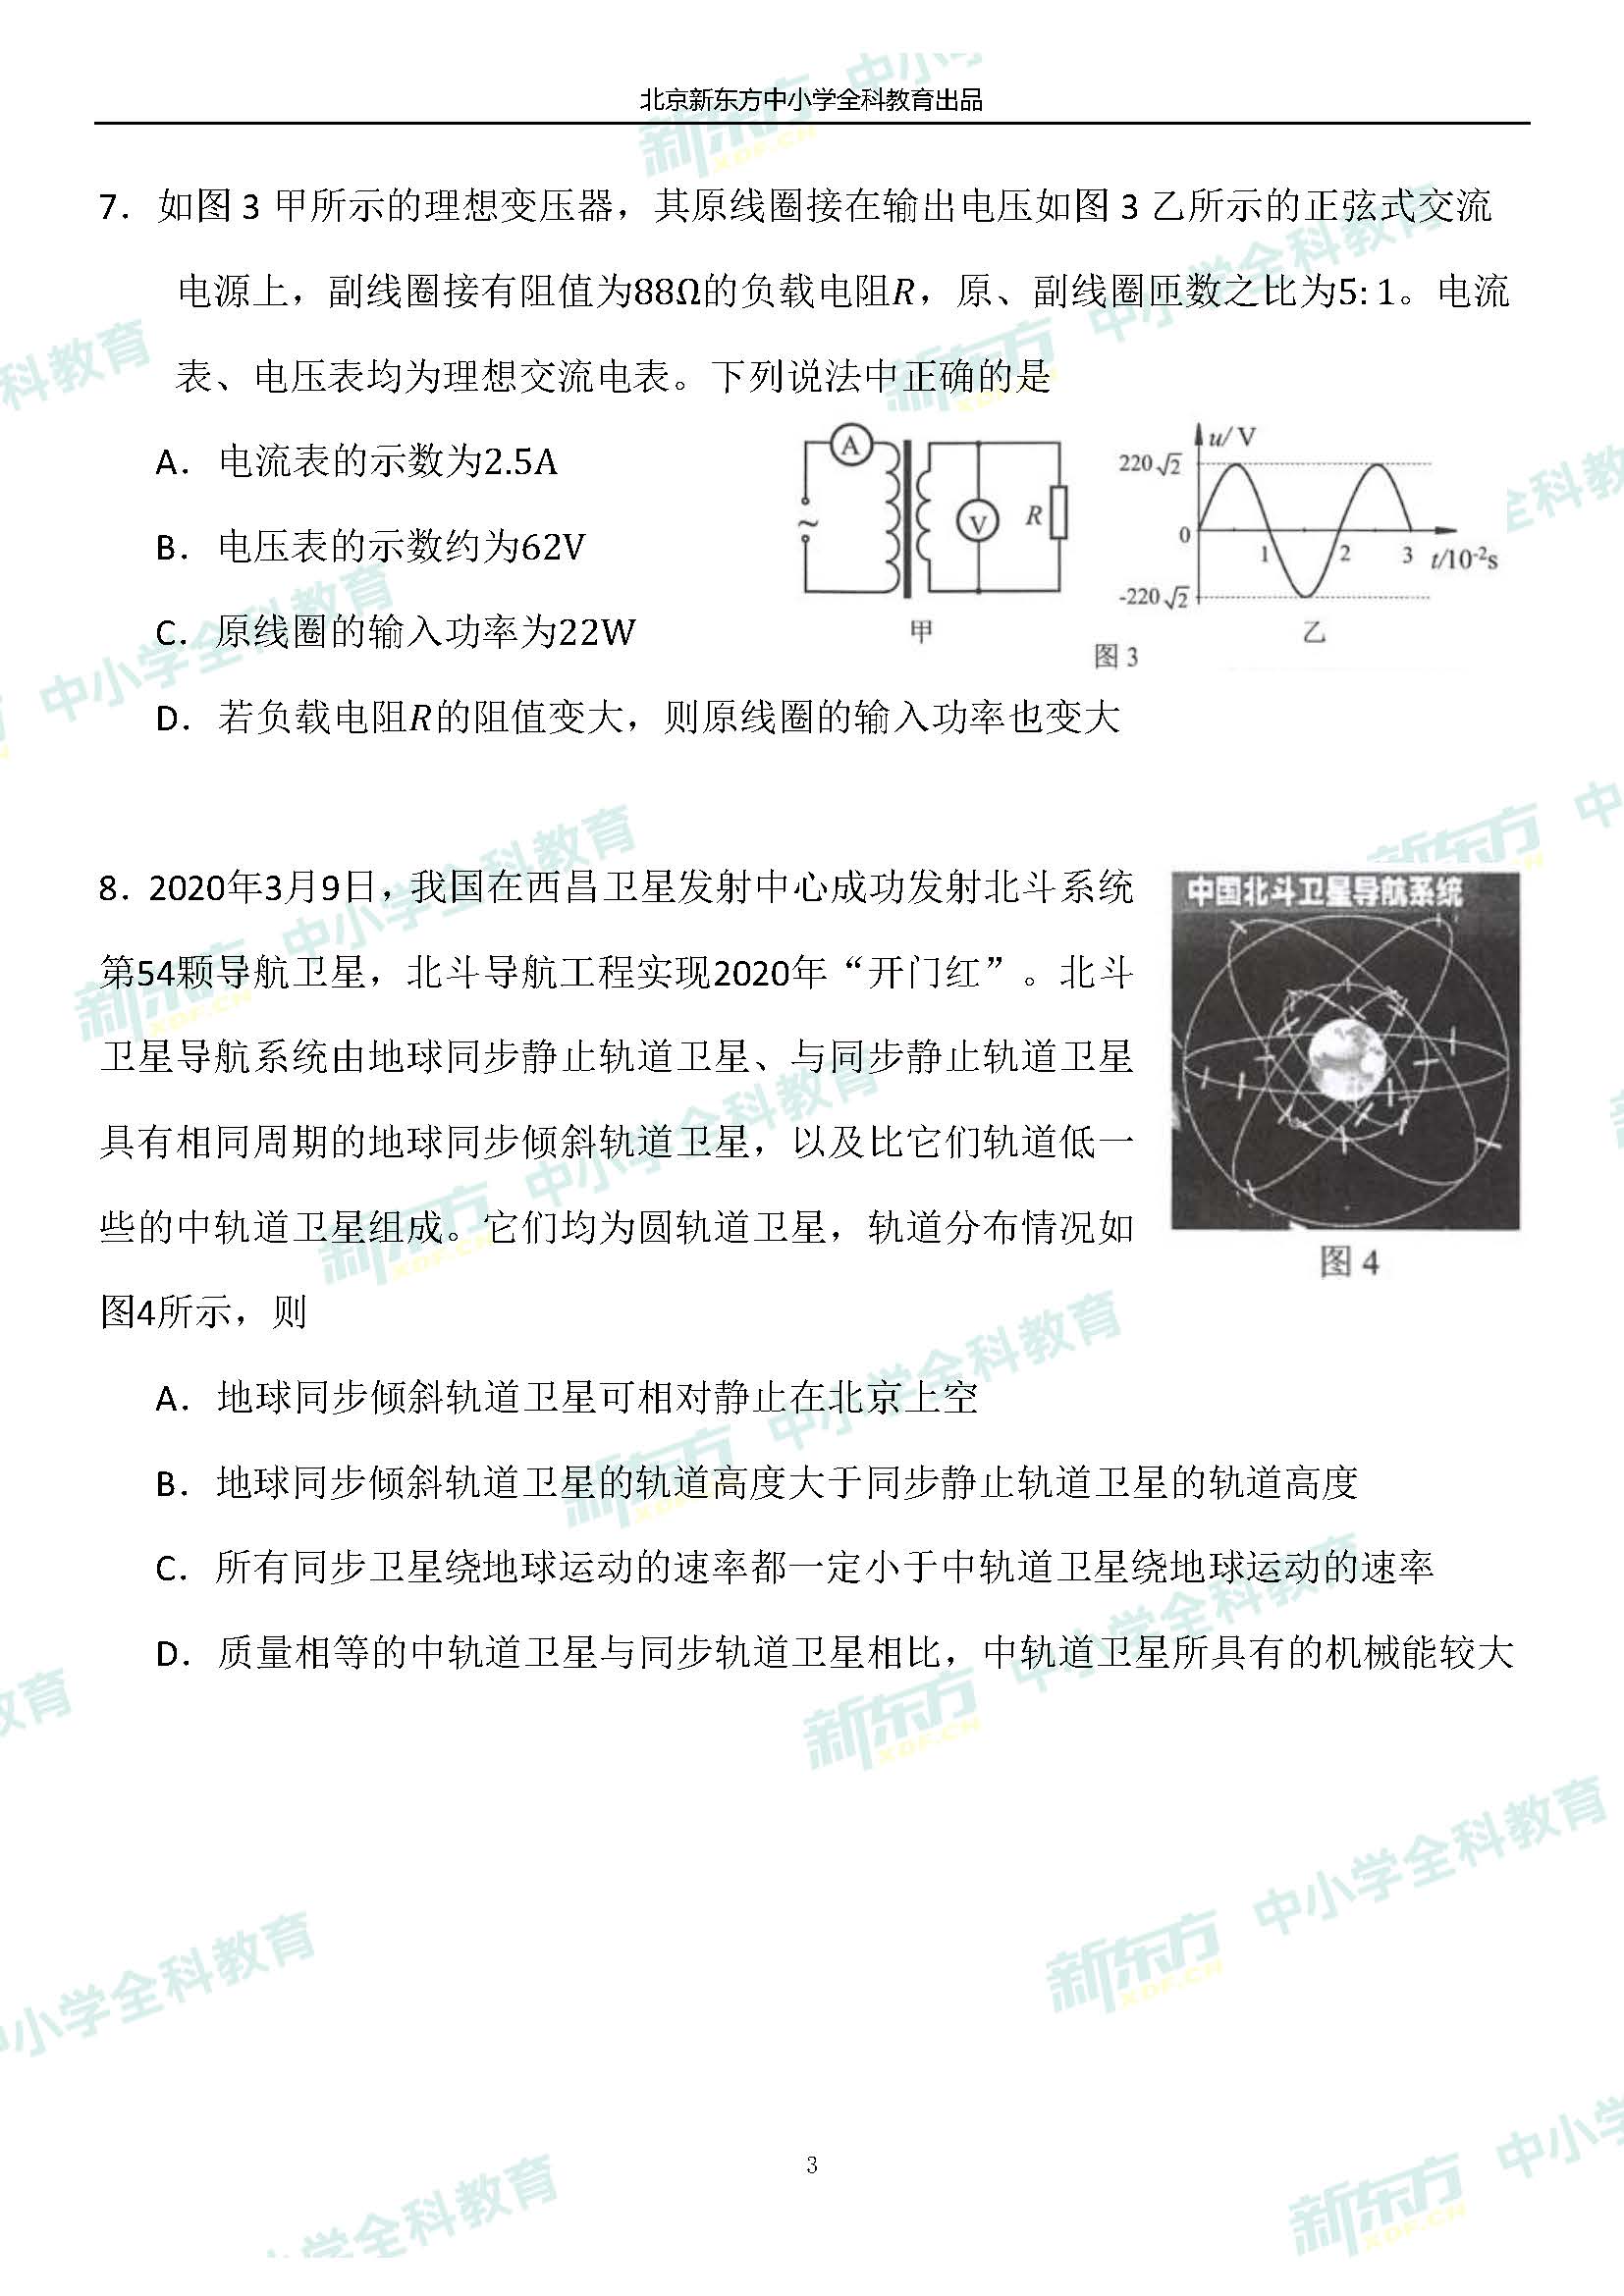 北京新东方中小学全科教育出品
7．如图 3 甲所示的理想变压器，其原线圈接在输出电压如图 3 乙所示的正弦式交流
电源上，副线圈接有阻值为88Ω的负载电阻R，原、副线圈匝数之比为5: 1。电流
表、电压表均为理想交流电表。下列说法中正确的是
A．电流表的示数为2.5A
B．电压表的示数约为62V
C．原线圈的输入功率为22W
D．若负载电阻R的阻值变大，则原线圈的输入功率也变大
A
~
V
R
甲
u/ V
220√2
0
-220√2
1
2
3
t/10⁻²s
乙
图 3
8．2020年3月9日，我国在西昌卫星发射中心成功发射北斗系统
第54颗导航卫星，北斗导航工程实现2020年“开门红”。北斗
卫星导航系统由地球同步静止轨道卫星、与同步静止轨道卫星
具有相同周期的地球同步倾斜轨道卫星，以及比它们轨道低一
些的中轨道卫星组成。它们均为圆轨道卫星，轨道分布情况如
图4所示，则
中国北斗卫星导航系统
图 4
A．地球同步倾斜轨道卫星可相对静止在北京上空
B．地球同步倾斜轨道卫星的轨道高度大于同步静止轨道卫星的轨道高度
C．所有同步卫星绕地球运动的速率都一定小于中轨道卫星绕地球运动的速率
D．质量相等的中轨道卫星与同步轨道卫星相比，中轨道卫星所具有的机械能较大
3
新东方 XDF.CN 中小学全科教育